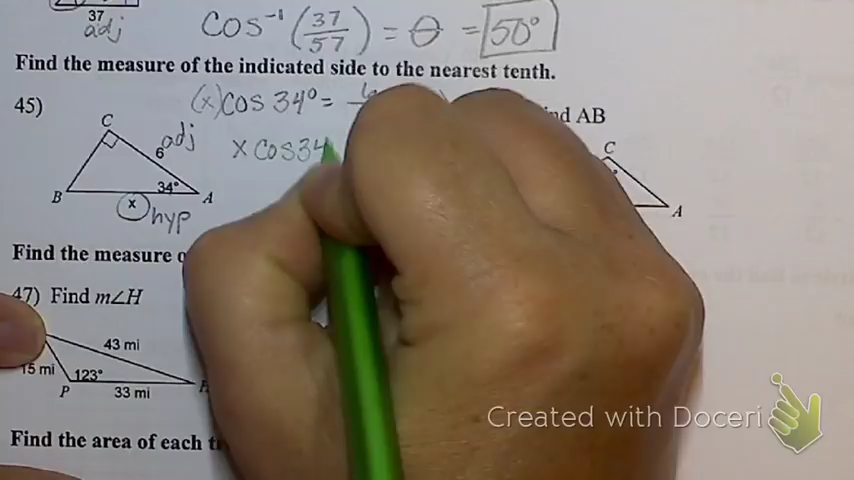 37
adj
cos⁻¹ (37/57) = θ = 50°
Find the measure of the indicated side to the nearest tenth.
45)
(x) cos 34° = 6
nd AB
C
adj
6
34°
B
x
A
hyp
x cos 34
C
A
Find the measure o
47) Find m∠H
43 mi
15 mi
123°
P
33 mi
Find the area of each t
Created with Doceri